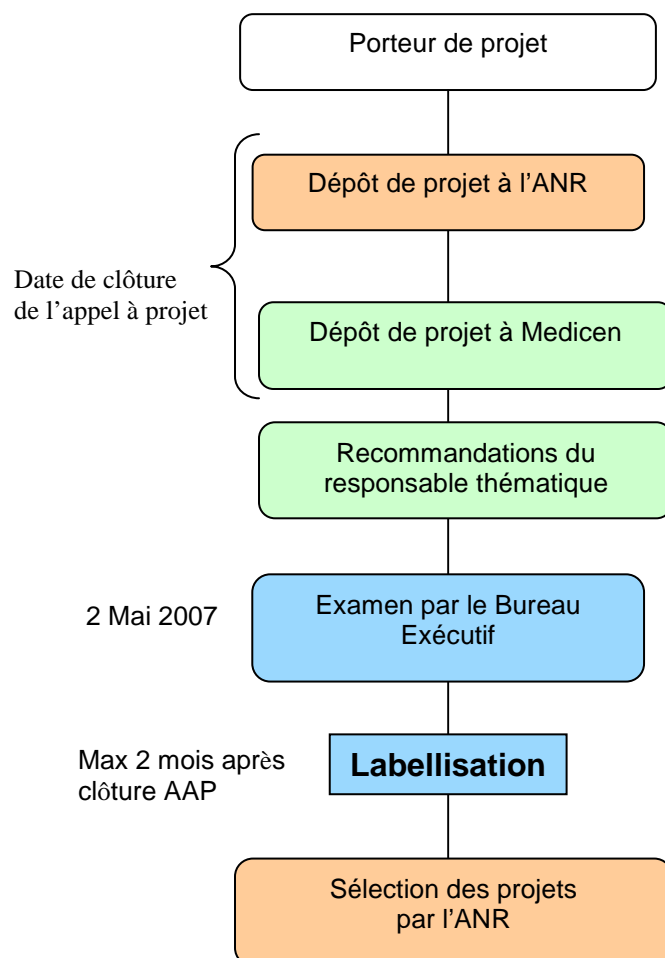 Porteur de projet
Dépôt de projet à l'ANR
Date de clôture
de l'appel à projet
Dépôt de projet à Medicen
Recommandations du
responsable thématique
2 Mai 2007
Examen par le Bureau
Exécutif
Max 2 mois après
clôture AAP
Labellisation
Sélection des projets
par l'ANR